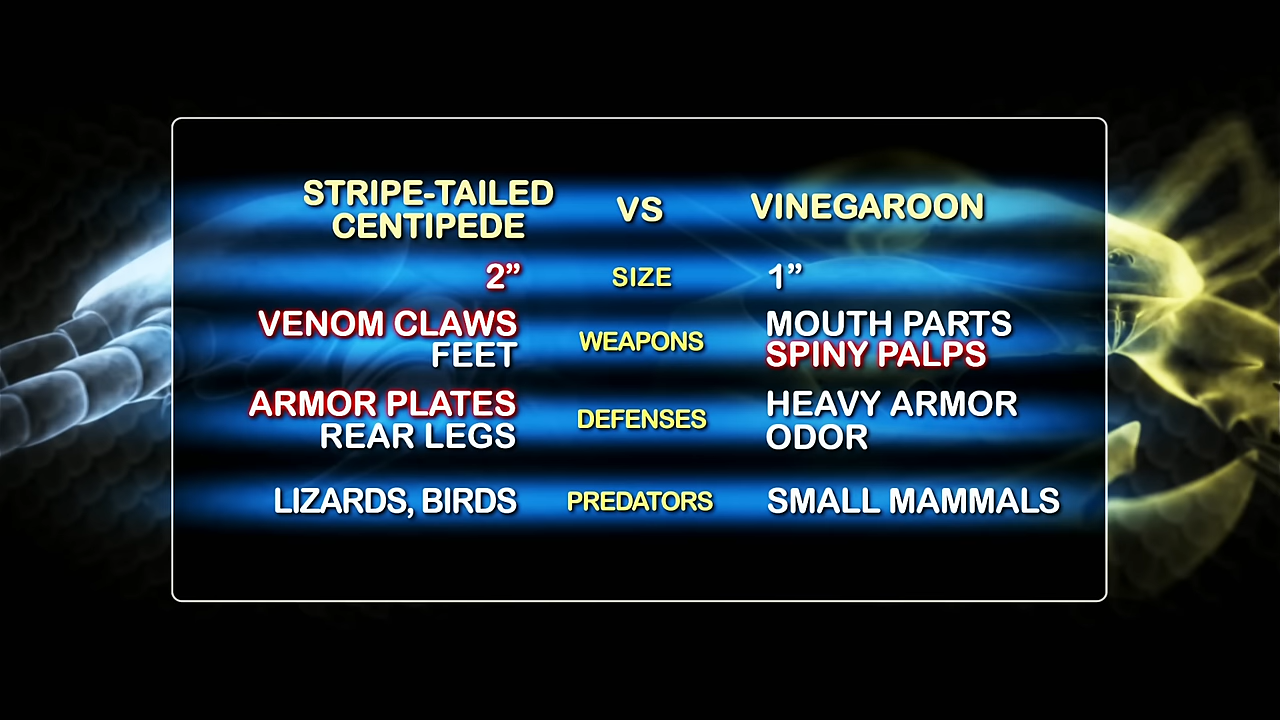 STRIPE-TAILED
CENTIPEDE
VS
VINEGAROON
2”
SIZE
1”
VENOM CLAWS
FEET
WEAPONS
MOUTH PARTS
SPINY PALPS
ARMOR PLATES
REAR LEGS
DEFENSES
HEAVY ARMOR
ODOR
LIZARDS, BIRDS
PREDATORS
SMALL MAMMALS